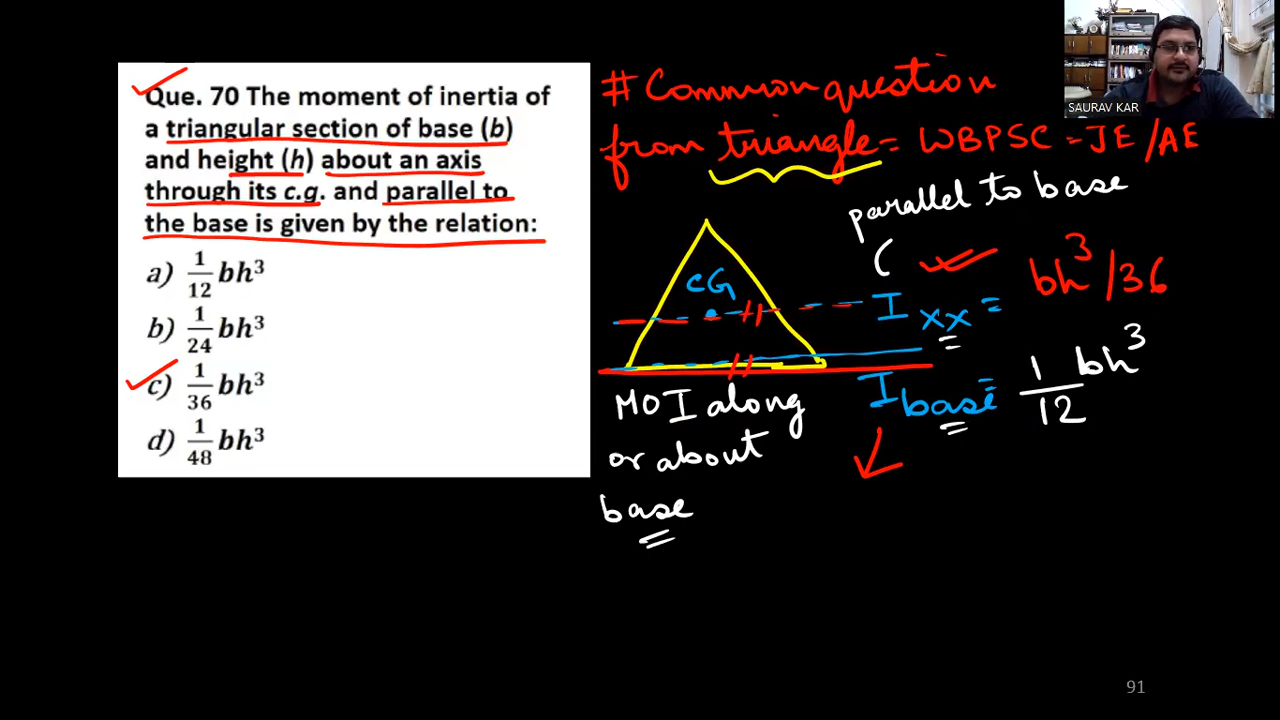 Que. 70 The moment of inertia of
a triangular section of base (b)
and height (h) about an axis
through its c.g. and parallel to
the base is given by the relation:
a) 1/12 bh³
b) 1/24 bh³
c) 1/36 bh³
d) 1/48 bh³
# Common question
from triangle = WBPSC = JE/AE
parallel to base
(
CG
I xx = bh³/36
I base = 1/12 bh³
MOI along
or about
base
SAURAV KAR
91